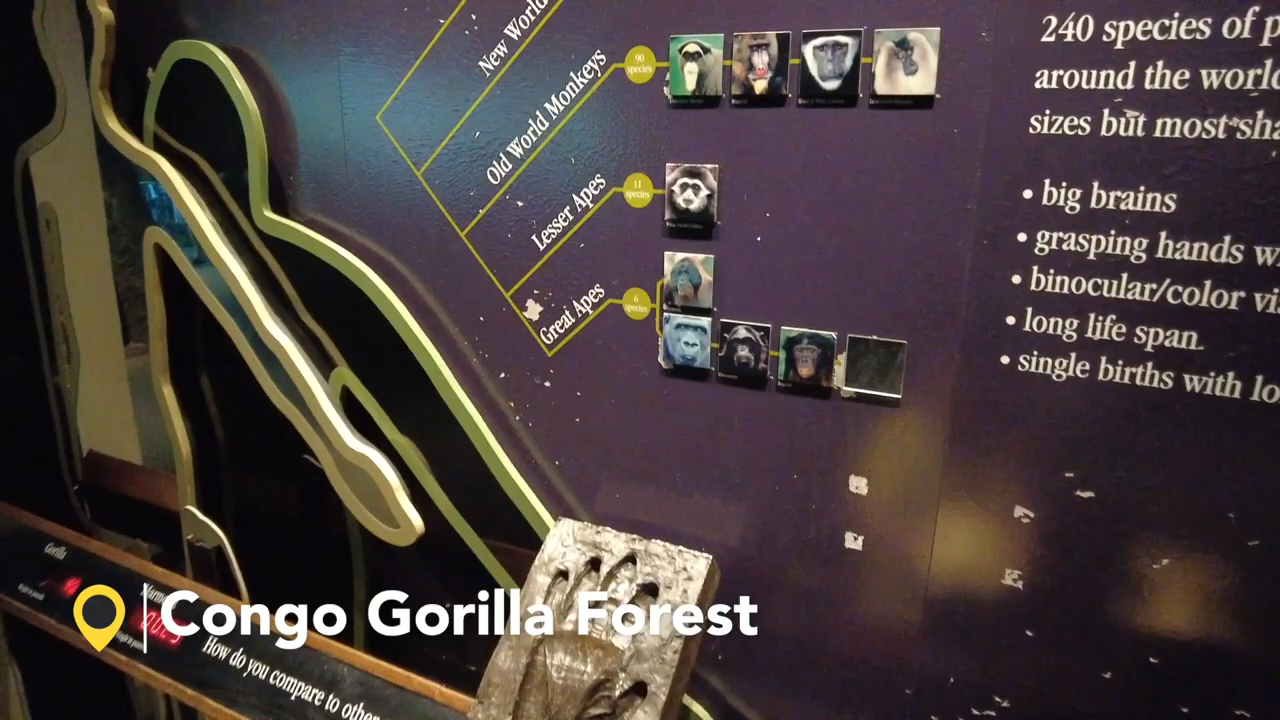 New World
Old World Monkeys
90
species
Lesser Apes
11
species
Great Apes
6
species
240 species of p
around the worl
sizes but most sha
• big brains
• grasping hands w
• binocular/color vi
• long life span
• single births with lo
Gorilla
How do you compare to other
Congo Gorilla Forest